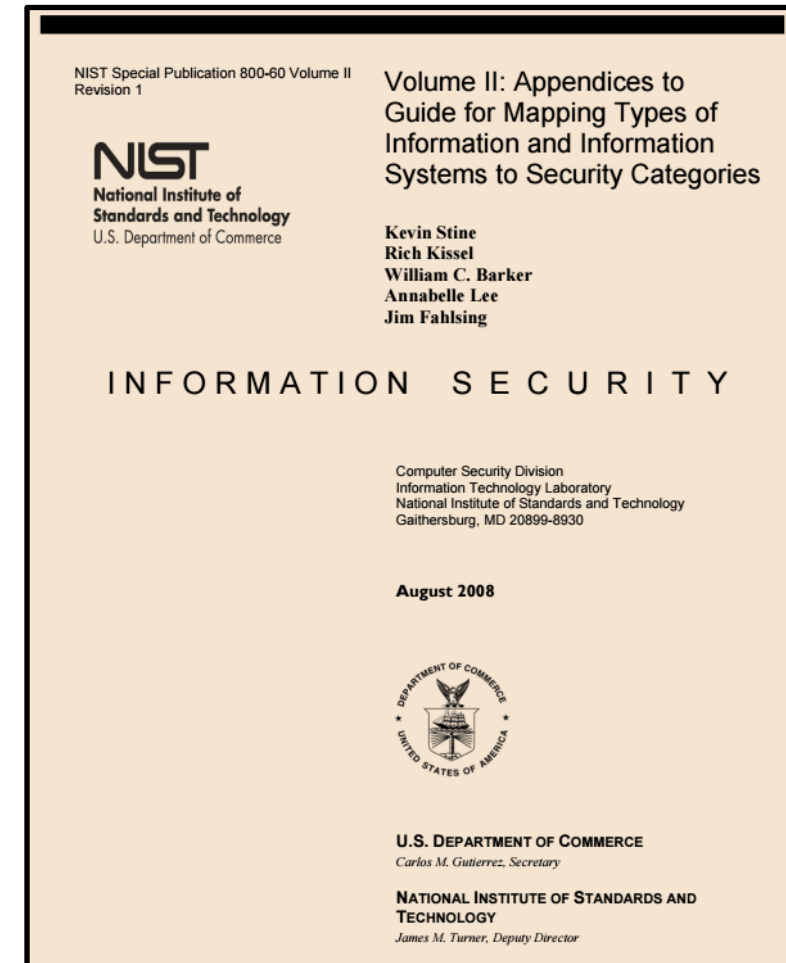 NIST Special Publication 800-60 Volume II
Revision 1
NIST
National Institute of
Standards and Technology
U.S. Department of Commerce
Volume II: Appendices to
Guide for Mapping Types of
Information and Information
Systems to Security Categories
Kevin Stine
Rich Kissel
William C. Barker
Annabelle Lee
Jim Fahlsing
INFORMATION SECURITY
Computer Security Division
Information Technology Laboratory
National Institute of Standards and Technology
Gaithersburg, MD 20899-8930
August 2008
DEPARTMENT OF COMMERCE
UNITED STATES OF AMERICA
U.S. DEPARTMENT OF COMMERCE
Carlos M. Gutierrez, Secretary
NATIONAL INSTITUTE OF STANDARDS AND
TECHNOLOGY
James M. Turner, Deputy Director